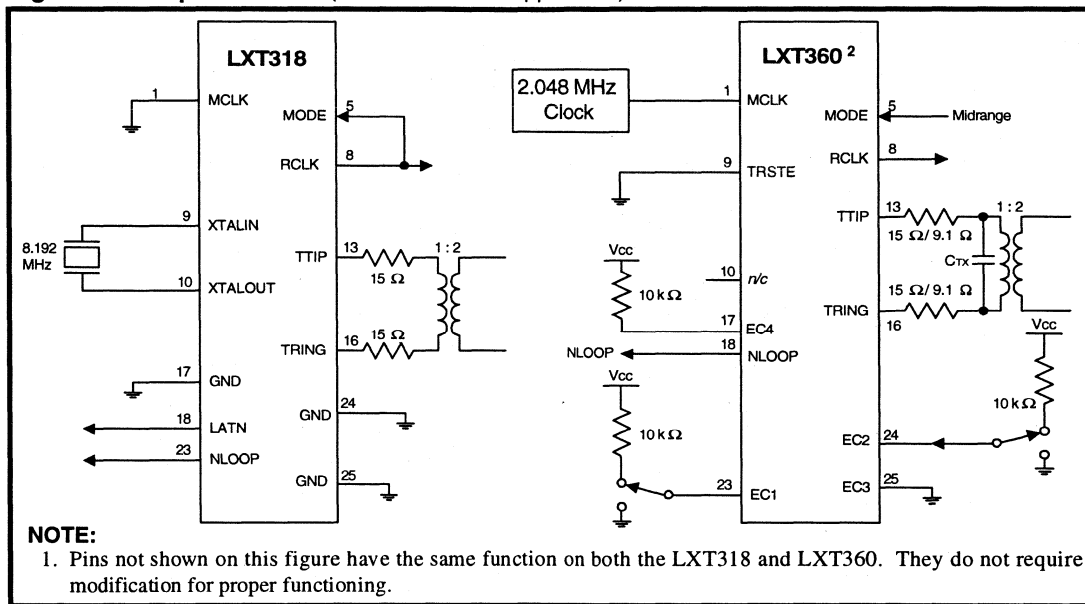 LXT318
1
MCLK
MODE
5
RCLK
8
9
XTALIN
8.192
MHz
10
XTALOUT
TTIP
13
15 Ω
1 : 2
TRING
16
15 Ω
17
GND
18
LATN
23
NLOOP
GND
24
GND
25
LXT360 2
2.048 MHz
Clock
1
MCLK
MODE
5
Midrange
RCLK
8
9
TRSTE
TTIP
13
15 Ω/ 9.1 Ω
1 : 2
CTX
Vcc
10 kΩ
10
n/c
17
EC4
15 Ω/ 9.1 Ω
TRING
16
NLOOP
18
NLOOP
Vcc
10 kΩ
23
EC1
Vcc
10 kΩ
EC2
24
EC3
25
NOTE:
1. Pins not shown on this figure have the same function on both the LXT318 and LXT360. They do not require
modification for proper functioning.